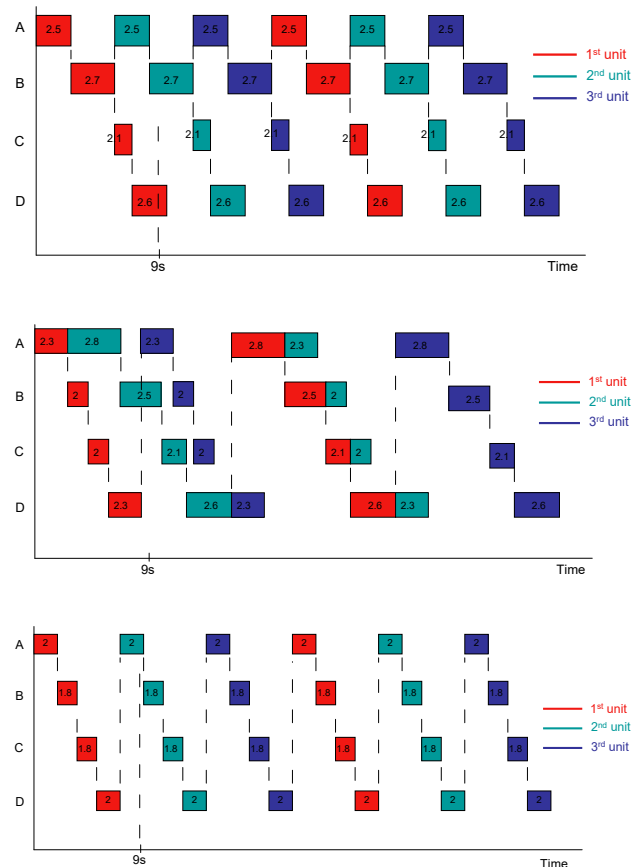 A 2.5 2.5 2.5 2.5 2.5 2.5
1st unit
B 2.7 2.7 2.7 2.7 2.7 2.7
2nd unit
3rd unit
C 2.1 2.1 2.1 2.1 2.1 2.1
D 2.6 2.6 2.6 2.6 2.6 2.6
9s Time
A 2.3 2.8 2.3 2.8 2.3 2.8
1st unit
B 2 2.5 2 2.5 2 2.5
2nd unit
3rd unit
C 2 2.1 2 2.1 2 2.1
D 2.3 2.6 2.3 2.6 2.3 2.6
9s Time
A 2 2 2 2 2 2
B 1.8 1.8 1.8 1.8 1.8 1.8
1st unit
2nd unit
C 1.8 1.8 1.8 1.8 1.8 1.8
3rd unit
D 2 2 2 2 2 2
9s Time